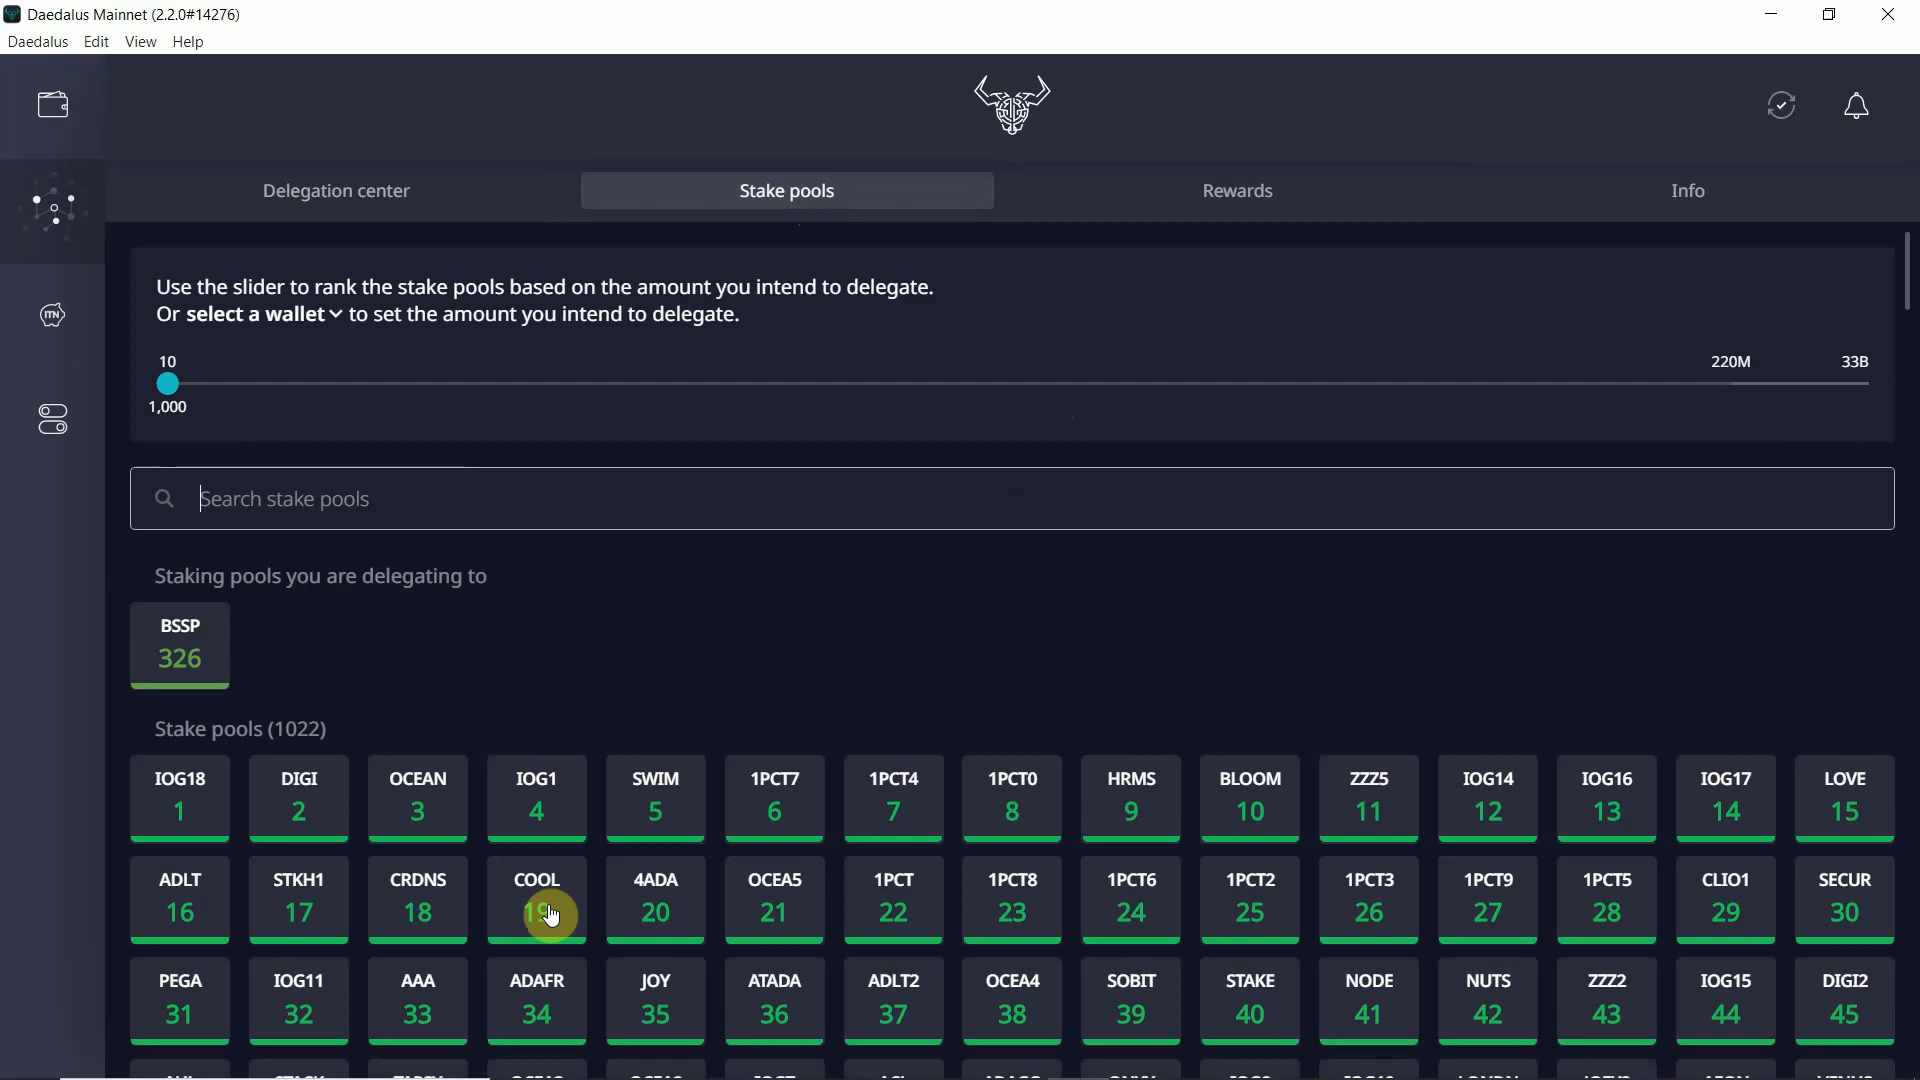 Daedalus Mainnet (2.2.0#14276)
Daedalus Edit View Help
Delegation center Stake pools Rewards Info
Use the slider to rank the stake pools based on the amount you intend to delegate.
Or select a wallet to set the amount you intend to delegate.
10 220M 33B
1,000
ITN
Search stake pools
Staking pools you are delegating to
BSSP
326
Stake pools (1022)
IOG18 DIGI OCEAN IOG1 SWIM 1PCT7 1PCT4 1PCT0 HRMS BLOOM ZZZ5 IOG14 IOG16 IOG17 LOVE
1 2 3 4 5 6 7 8 9 10 11 12 13 14 15
ADLT STKH1 CRDNS COOL 4ADA OCEA5 1PCT 1PCT8 1PCT6 1PCT2 1PCT3 1PCT9 1PCT5 CLIO1 SECUR
16 17 18 19 20 21 22 23 24 25 26 27 28 29 30
PEGA IOG11 AAA ADAFR JOY ATADA ADLT2 OCEA4 SOBIT STAKE NODE NUTS ZZZ2 IOG15 DIGI2
31 32 33 34 35 36 37 38 39 40 41 42 43 44 45